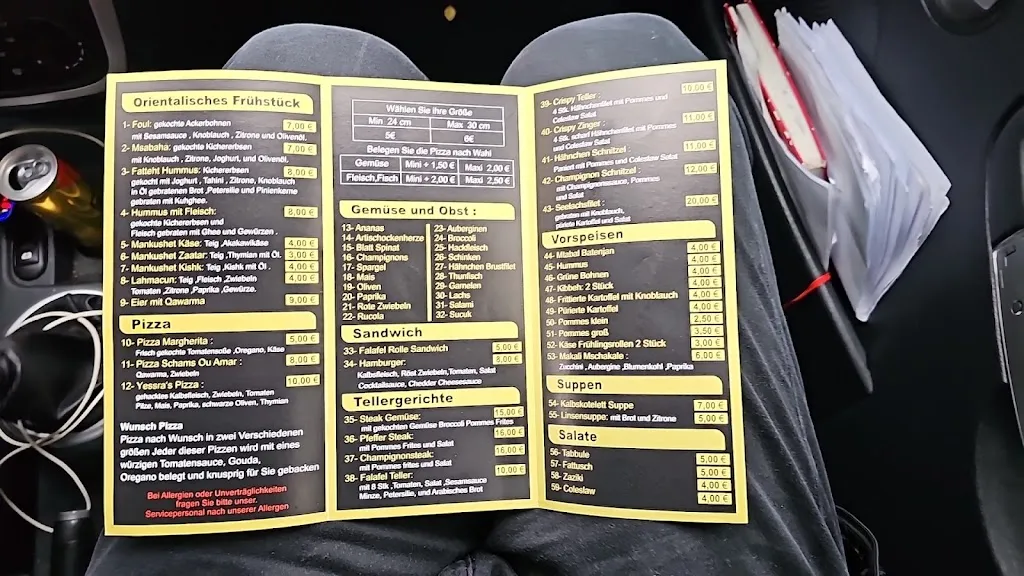 Orientalisches Frühstück
1- Foul: gekochte Ackerbohnen 7,00 €
mit Besamsauce , Knoblauch , Zitrone und Olivenöl.
2- Msabaha: gekochte Kichererbsen 7,00 €
mit Knoblauch , Zitrone, Joghurt, und Olivenöl.
3- Fatteht Hummus: Kichererbsen 8,00 €
gekocht mi Joghurt , Tahini , Zitrone, Knoblauch
in Öl gebratenen Brot ,Petersilie und Pinienkerne
gebraten mit Kuhghee.
4- Hummus mit Fleisch: 8,00 €
gekochte Kichererbsen und
Fleisch gebraten mit Ghee und Gewürzen .
5- Mankushet Käse: Teig ,Akakawikäse 4,00 €
6- Mankushet Zaatar: Teig ,Thymian mit Öl. 3,00 €
7- Mankushet Kishk: Teig ,Kishk mit Öl . 4,00 €
8- Lahmacun: Teig ,Fleisch ,Zwiebeln 4,00 €
Tomaten ,Zitrone ,Paprika ,Gewürze.
9- Eier mit Qawarma 9,00 €
Pizza
10- Pizza Margherita : 5,00 €
Frisch gekochte Tomatensoße ,Oregano, Käse
11- Pizza Schams Ou Amar : 8,00 €
Qawarma, Zwiebeln
12- Yessra's Pizza : 10,00 €
gehacktes Kalbsfleisch, Zwiebeln, Tomaten
Pilze, Mais, Paprika, schwarze Oliven, Thymian
Wunsch Pizza
Pizza nach Wunsch in zwei Verschiedenen
größen Jeder dieser Pizzen wird mit eines
würzigen Tomatensauce, Gouda,
Oregano belegt und knusprig für Sie gebacken
Bei Allergien oder Unverträglichkeiten
fragen Sie bitte unser.
Servicepersonal nach unserer Allergien
Wählen Sie Ihre Größe
Min 24 cm Max 30 cm
5€ 6€
Belegen Sie die Pizza nach Wahl
Gemüse Mini + 1,50 € Maxi 2,00 €
Fleisch,Fisch Mini + 2,00 € Maxi 2,50 €
Gemüse und Obst :
13- Ananas
14- Artischockenherze
15- Blatt Spinat
16- Champignons
17- Spargel
18- Mais
19- Oliven
20- Paprika
21- Rote Zwiebeln
22- Rucola
23- Auberginen
24- Broccoli
25- Hackfleisch
26- Schinken
27- Hähnchen Brustfilet
28- Thunfisch
29- Garnelen
30- Lachs
31- Salami
32- Sucuk
Sandwich
33- Falafel Rolle Sandwich 5,00 €
34- Hamburger: 8,00 €
Kalbsfleisch, Röst Zwiebeln,Tomaten, Salat
Cocktailsauce, Chedder Cheesesauce
Tellergerichte
35- Steak Gemüse: 15,00 €
mit gekochten Gemüse Broccoli Pommes Frites
36- Pfeffer Steak: 16,00 €
mit Pommes Frites und Salat
37- Champignonsteak: 16,00 €
mit Pommes frites und Salat
38- Falafel Teller: 10,00 €
mit 8 Stk ,Tomaten, Salat ,Sesamsauce
Minze, Petersilie, und Arabisches Brot
39- Crispy Teller : 10,00 €
4 Stk. Hähnchenfilet mit Pommes und
Coleslaw Salat
40- Crispy Zinger : 11,00 €
4 Stk. scharf Hähnchenfilet mit Pommes
Coleslaw Salat
41- Hähnchen Schnitzel : 11,00 €
Paniert mit Pommes und Coleslaw Salat
42- Champignon Schnitzel : 12,00 €
mit Champignonsauce, Pommes
und Salate
43- Seelachsfilet : 20,00 €
gebraten mit Knoblauch,
pürierte Kartoffel und Salat
Vorspeisen
44- Mtabal Batenjan 4,00 €
45- Hummus 4,00 €
46- Grüne Bohnen 4,00 €
47- Kibbeh: 2 Stück 4,00 €
48- Frittierte Kartoffel mit Knoblauch 4,00 €
49- Pürierte Kartoffel 4,00 €
50- Pommes klein 2,50 €
51- Pommes groß 3,50 €
52- Käse Frühlingsrollen 2 Stück 3,00 €
53- Makali Mschakale : 6,00 €
Zucchini , Aubergine ,Blumenkohl ,Paprika
Suppen
54- Kalbskotelett Suppe 7,00 €
55- Linsensuppe: mit Brot und Zitrone 5,00 €
Salate
56- Tabbule 5,00 €
57- Fattusch 5,00 €
58- Zaziki 4,00 €
59- Coleslaw 4,00 €